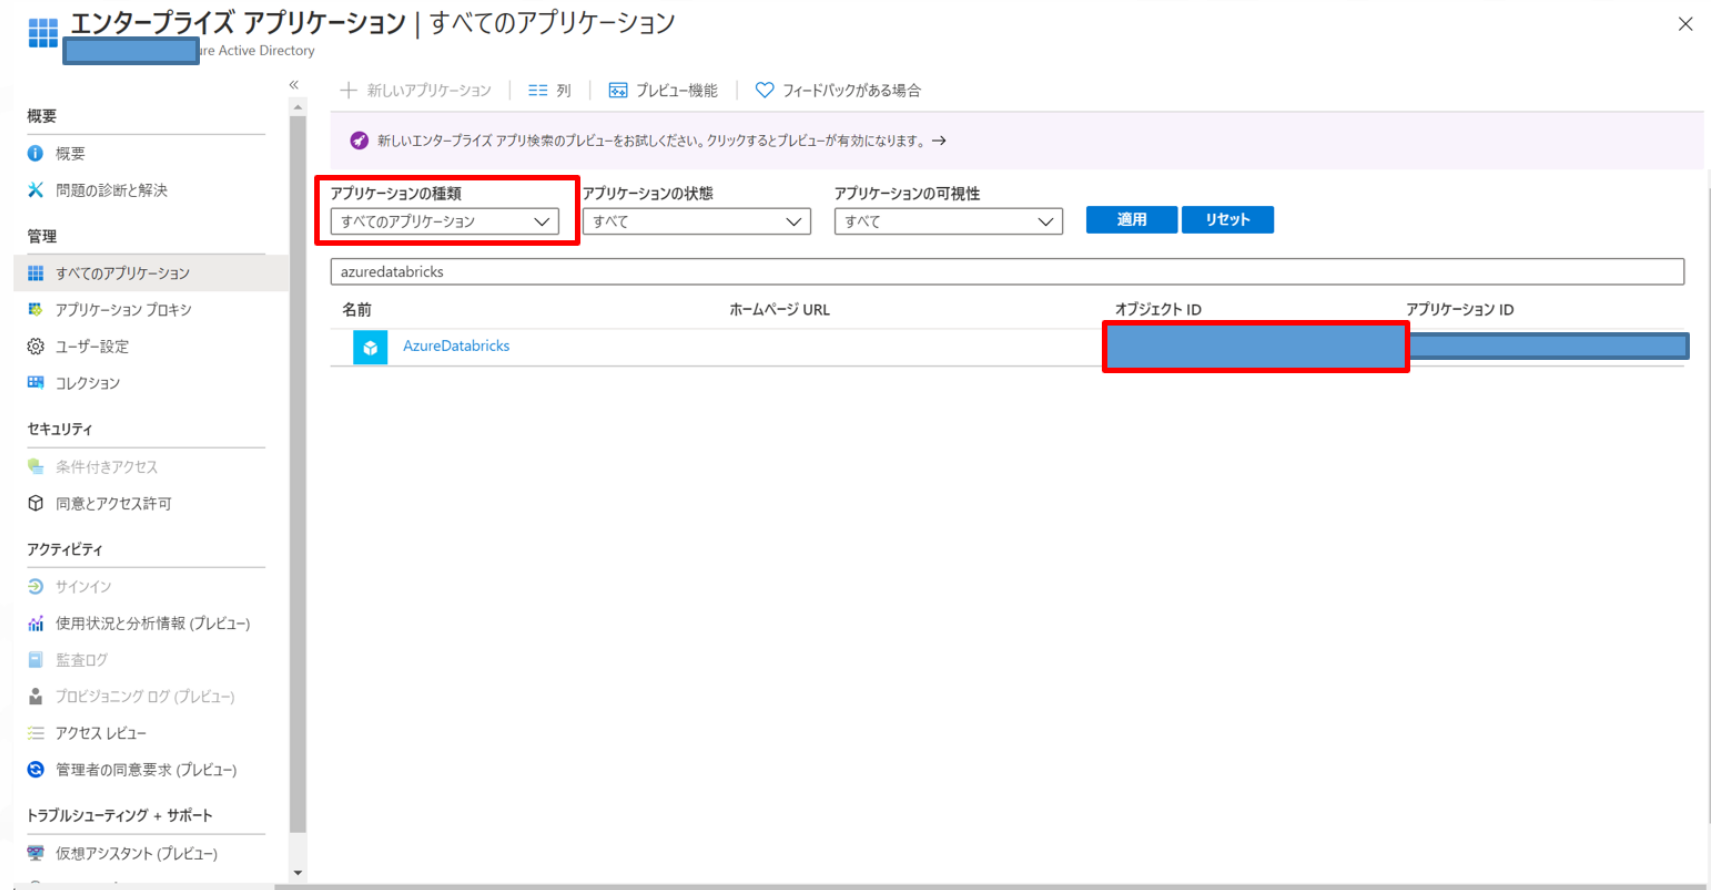 エンタープライズ アプリケーション | すべてのアプリケーション
ure Active Directory
概要
概要
問題の診断と解決
管理
すべてのアプリケーション
アプリケーション プロキシ
ユーザー設定
コレクション
セキュリティ
条件付きアクセス
同意とアクセス許可
アクティビティ
サインイン
使用状況と分析情報 (プレビュー)
監査ログ
プロビジョニング ログ (プレビュー)
アクセス レビュー
管理者の同意要求 (プレビュー)
トラブルシューティング + サポート
仮想アシスタント (プレビュー)
新しいアプリケーション 列 プレビュー機能 フィードバックがある場合
新しいエンタープライズ アプリ検索のプレビューをお試しください。クリックするとプレビューが有効になります。 →
アプリケーションの種類 アプリケーションの状態 アプリケーションの可視性
すべてのアプリケーション すべて すべて 適用 リセット
azuredatabricks
名前 ホームページ URL オブジェクト ID アプリケーション ID
AzureDatabricks